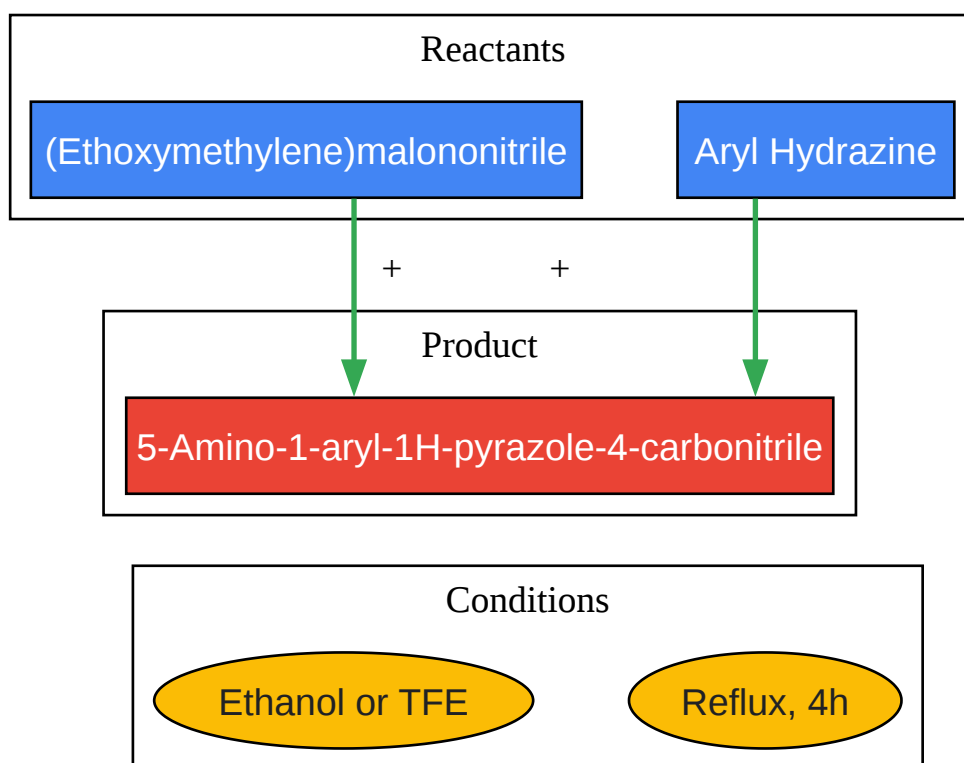 Reactants
(Ethoxymethylene)malononitrile
Aryl Hydrazine
+ +
Product
5-Amino-1-aryl-1H-pyrazole-4-carbonitrile
Conditions
Ethanol or TFE
Reflux, 4h